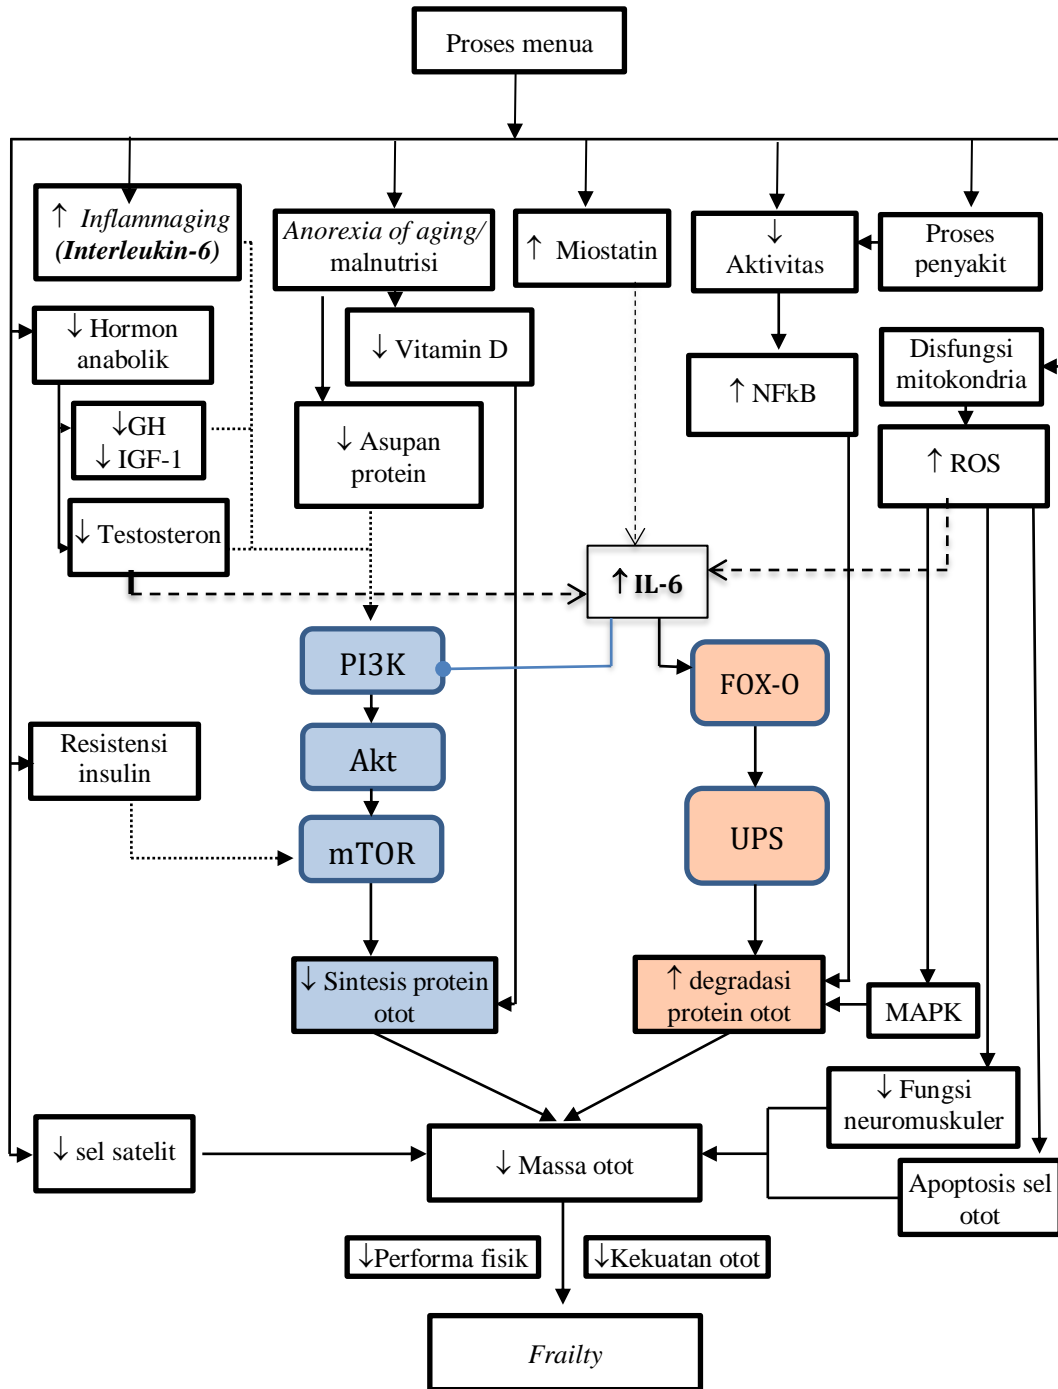 Proses menua
↑ Inflammaging
(Interleukin-6)
Anorexia of aging/
malnutrisi
↑ Miostatin
↓
Aktivitas
Proses
penyakit
↓ Hormon
anabolik
↓ Vitamin D
↑ NFkB
Disfungsi
mitokondria
↓GH
↓ IGF-1
↓ Asupan
protein
↑ ROS
↓ Testosteron
↑ IL-6
PI3K
FOX-O
Resistensi
insulin
Akt
mTOR
UPS
↓ Sintesis protein
otot
↑ degradasi
protein otot
MAPK
↓ Fungsi
neuromuskuler
↓ sel satelit
↓ Massa otot
Apoptosis sel
otot
↓Performa fisik
↓Kekuatan otot
Frailty